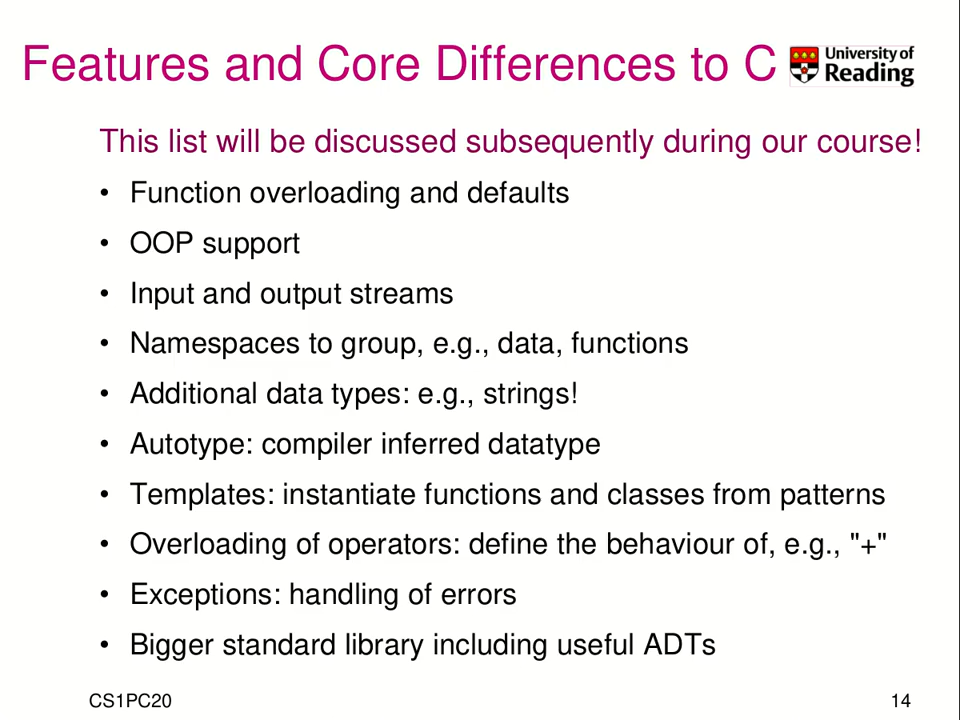 Features and Core Differences to C
University of
Reading
This list will be discussed subsequently during our course!
• Function overloading and defaults
• OOP support
• Input and output streams
• Namespaces to group, e.g., data, functions
• Additional data types: e.g., strings!
• Autotype: compiler inferred datatype
• Templates: instantiate functions and classes from patterns
• Overloading of operators: define the behaviour of, e.g., "+"
• Exceptions: handling of errors
• Bigger standard library including useful ADTs
CS1PC20
14